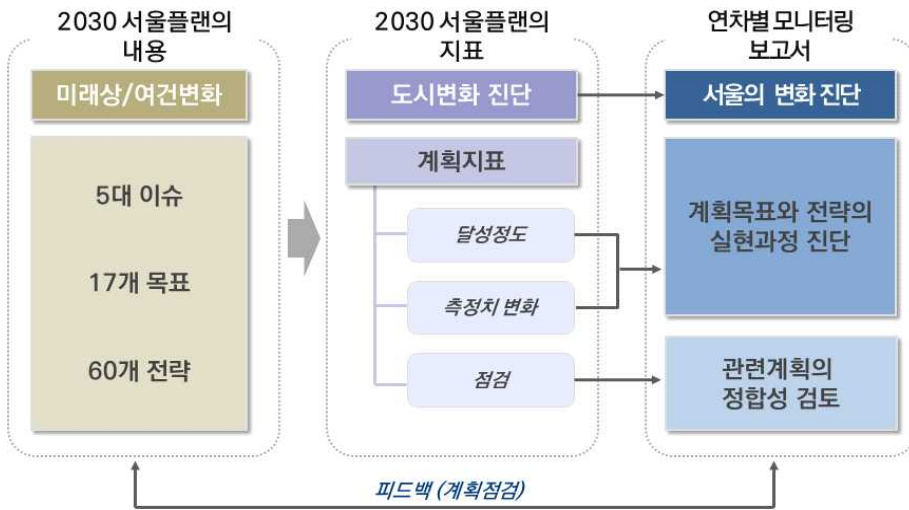 2030 서울플랜의
내용
미래상/여건변화
5대 이슈
17개 목표
60개 전략
2030 서울플랜의
지표
도시변화 진단
계획지표
달성정도
측정치 변화
점검
연차별 모니터링
보고서
서울의 변화 진단
계획목표와 전략의
실현과정 진단
관련계획의
정합성 검토
피드백 (계획점검)